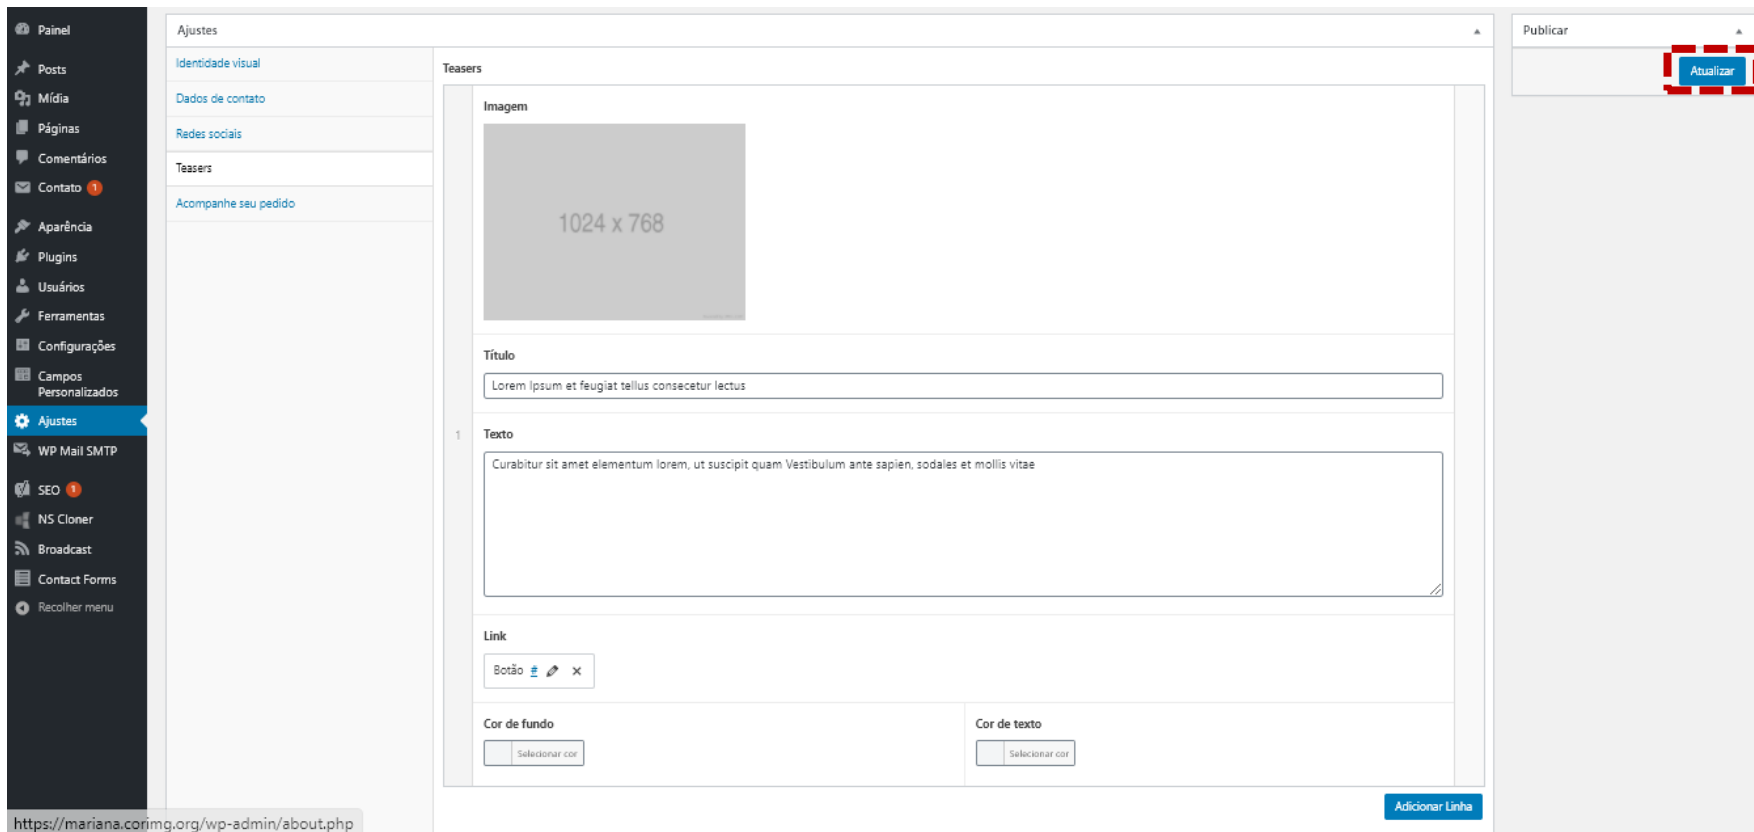 Painel
Posts
Mídia
Páginas
Comentários
Contato 1
Aparência
Plugins
Usuários
Ferramentas
Configurações
Campos
Personalizados
Ajustes
WP Mail SMTP
SEO 1
NS Cloner
Broadcast
Contact Forms
Recolher menu
https://mariana.corimg.org/wp-admin/about.php
Ajustes
Identidade visual
Dados de contato
Redes sociais
Teasers
Acompanhe seu pedido
Teasers
Imagem
1024 x 768
Título
Lorem Ipsum et feugiat tellus consecetur lectus
1
Texto
Curabitur sit amet elementum lorem, ut suscipit quam Vestibulum ante sapien, sodales et mollis vitae
Link
Botão #
Cor de fundo
Selecionar cor
Cor de texto
Selecionar cor
Adicionar Linha
Publicar
Atualizar